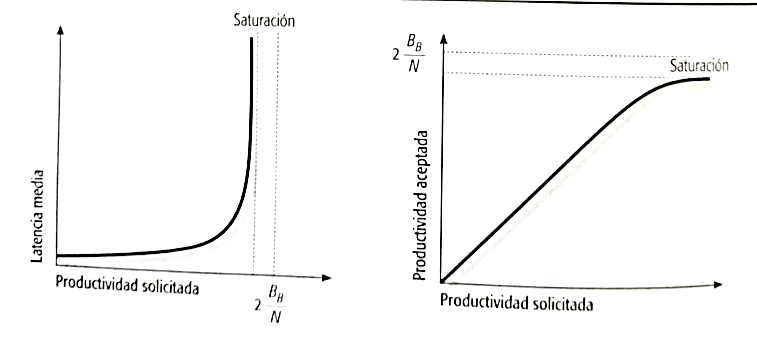 Saturación
Latencia media
Productividad solicitada
2 B_B
N
2 B_B
N
Saturación
Productividad aceptada
Productividad solicitada